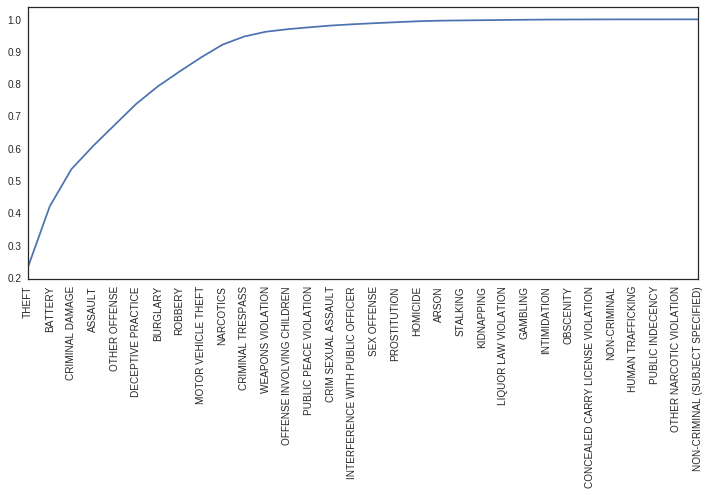 1.0
0.9
0.8
0.7
0.6
0.5
0.4
0.3
0.2
THEFT
BATTERY
CRIMINAL DAMAGE
ASSAULT
OTHER OFFENSE
DECEPTIVE PRACTICE
BURGLARY
ROBBERY
MOTOR VEHICLE THEFT
NARCOTICS
CRIMINAL TRESPASS
WEAPONS VIOLATION
OFFENSE INVOLVING CHILDREN
PUBLIC PEACE VIOLATION
CRIM SEXUAL ASSAULT
INTERFERENCE WITH PUBLIC OFFICER
SEX OFFENSE
PROSTITUTION
HOMICIDE
ARSON
STALKING
KIDNAPPING
LIQUOR LAW VIOLATION
GAMBLING
INTIMIDATION
OBSCENITY
CONCEALED CARRY LICENSE VIOLATION
NON-CRIMINAL
HUMAN TRAFFICKING
PUBLIC INDECENCY
OTHER NARCOTIC VIOLATION
NON-CRIMINAL (SUBJECT SPECIFIED)